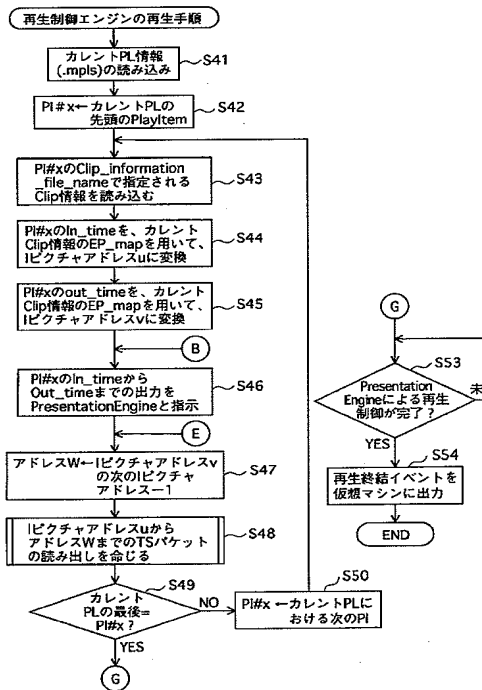 再生制御エンジンの再生手順
カレントPL情報
(.mpls)の読み込み
S41
PI#x←カレントPLの
先頭のPlayItem
S42
PI#xのClip_information
_file_nameで指定される
Clip情報を読み込む
S43
PI#xのIn_timeを、カレント
Clip情報のEP_mapを用いて、
Iピクチャアドレスuに変換
S44
PI#xのout_timeを、カレント
Clip情報のEP_mapを用いて、
Iピクチャアドレスvに変換
S45
B
PI#xのIn_timeから
Out_timeまでの出力を
PresentationEngineと指示
S46
E
アドレスW←Iピクチャアドレスv
の次のIピクチャ
アドレスー1
S47
Iピクチャアドレスuから
アドレスWまでのTSパケット
の読み出しを命じる
S48
カレント
PLの最後=
PI#x?
S49
NO
YES
G
PI#x ←カレントPLに
おける次のPI
S50
G
Presentation
Engineによる再生
制御が完了?
S53
未
YES
再生終結イベントを
仮想マシンに出力
S54
END